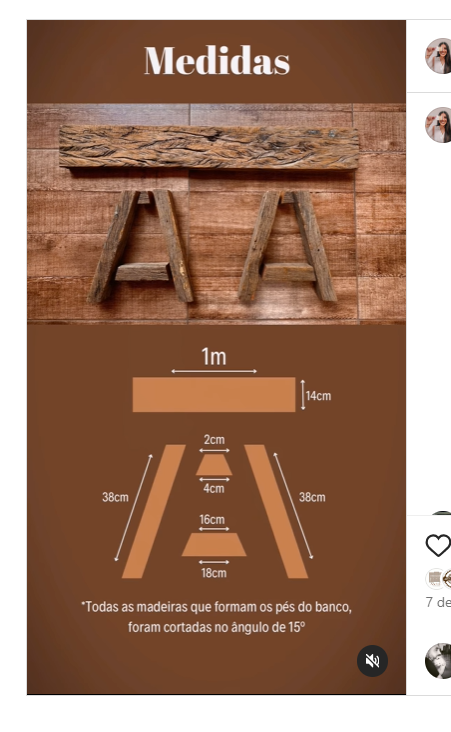 Medidas
1m
14cm
2cm
4cm
38cm
38cm
16cm
18cm
*Todas as madeiras que formam os pés do banco,
foram cortadas no ângulo de 15º
7 de